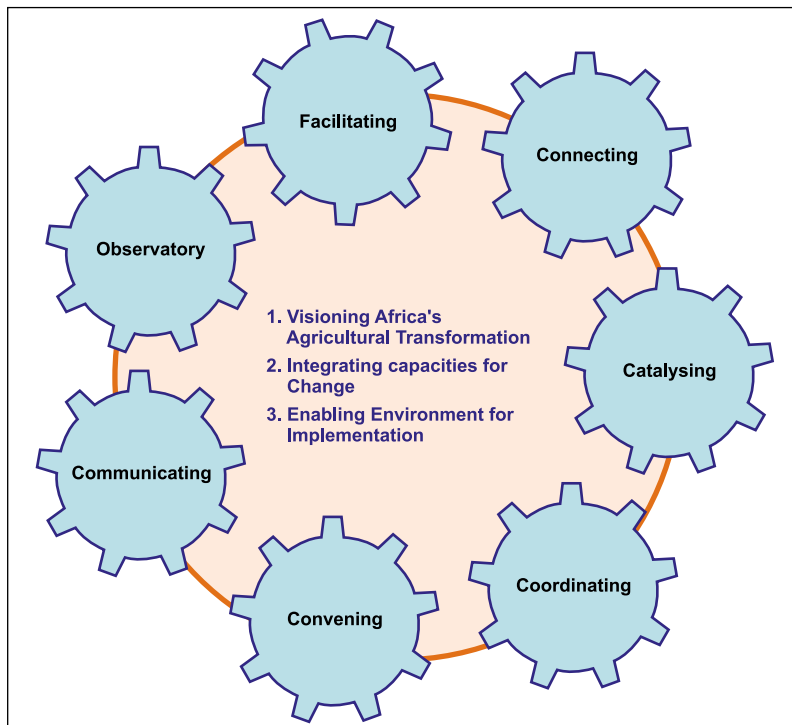 Facilitating
Connecting
Observatory
1. Visioning Africa's
Agricultural Transformation
2. Integrating capacities for
Change
3. Enabling Environment for
Implementation
Catalysing
Communicating
Coordinating
Convening